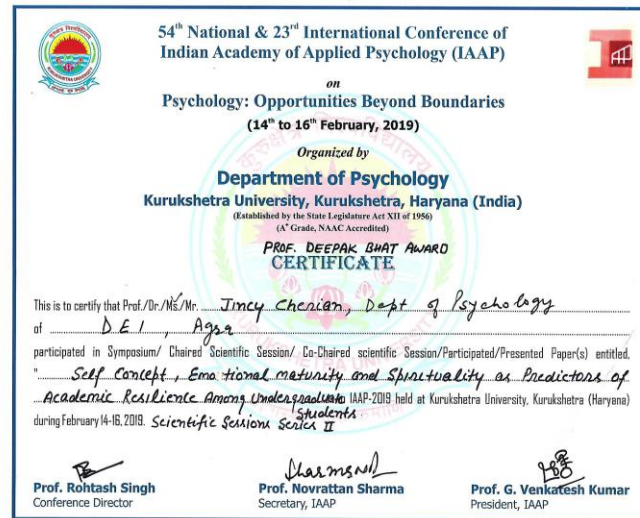 54th National & 23rd International Conference of
Indian Academy of Applied Psychology (IAAP)
on
Psychology: Opportunities Beyond Boundaries
(14th to 16th February, 2019)
Organized by
Department of Psychology
Kurukshetra University, Kurukshetra, Haryana (India)
(Established by the State Legislature Act XII of 1956)
(A+ Grade, NAAC Accredited)
PROF. DEEPAK BHAT AWARD
CERTIFICATE
This is to certify that Prof./Dr./Ms./Mr. Jincy Cherian, Dept of Psychology
of DEI, Agra
participated in Symposium/ Chaired Scientific Session/ Co-Chaired scientific Session/Participated/Presented Paper(s) entitled,
" Self Concept, Emotional maturity and Spirituality as Predictors of
Academic Resilience Among Undergraduate IAAP-2019 held at Kurukshetra University, Kurukshetra (Haryana)
Students
during February 14-16, 2019. Scientific Sessions Series II
Prof. Rohtash Singh
Conference Director
Prof. Novrattan Sharma
Secretary, IAAP
Prof. G. Venkatesh Kumar
President, IAAP